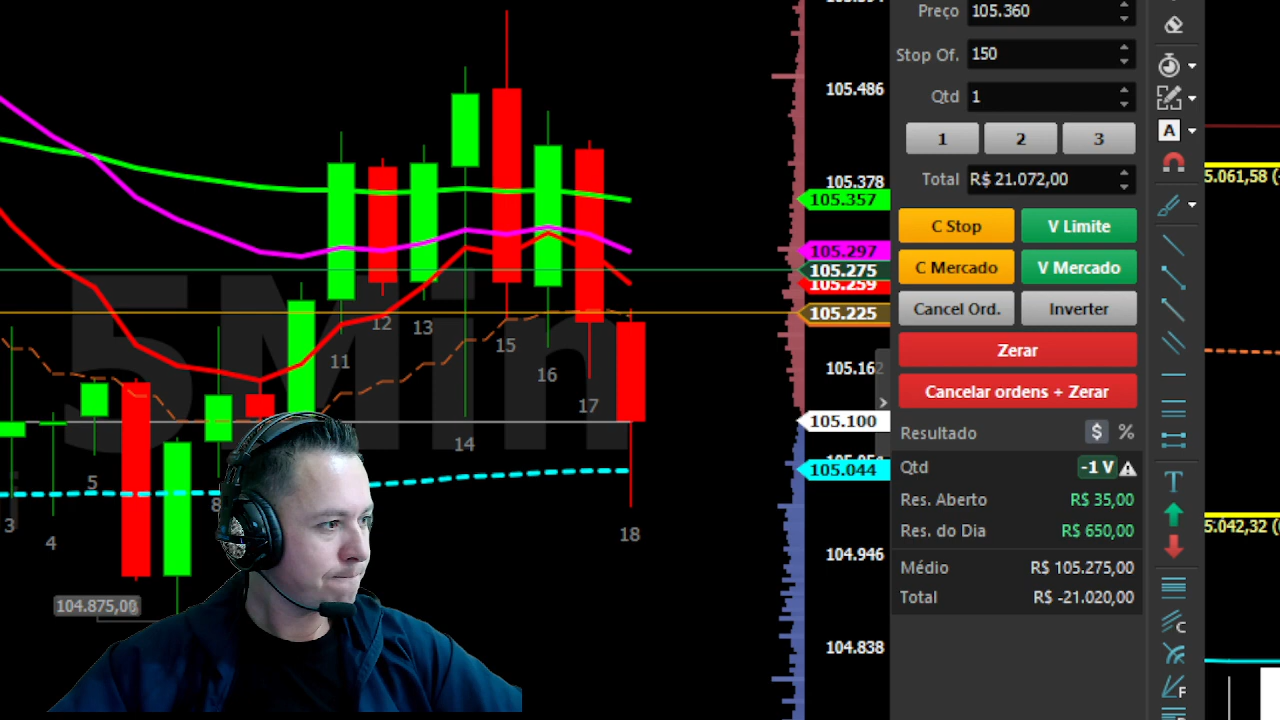 5Min
3
4
5
8
11
12
13
14
15
16
17
18
104.875,00
105.486
105.378
105.357
105.297
105.275
105.259
105.225
105.162
105.100
105.044
104.946
104.838
Preço 105.360
Stop Of. 150
Qtd 1
1 2 3
Total R$ 21.072,00
C Stop V Limite
C Mercado V Mercado
Cancel Ord. Inverter
Zerar
Cancelar ordens + Zerar
Resultado $ %
Qtd -1 V
Res. Aberto R$ 35,00
Res. do Dia R$ 650,00
Médio R$ 105.275,00
Total R$ -21.020,00
A
T
C
F
5.061,58 (
5.042,32 (